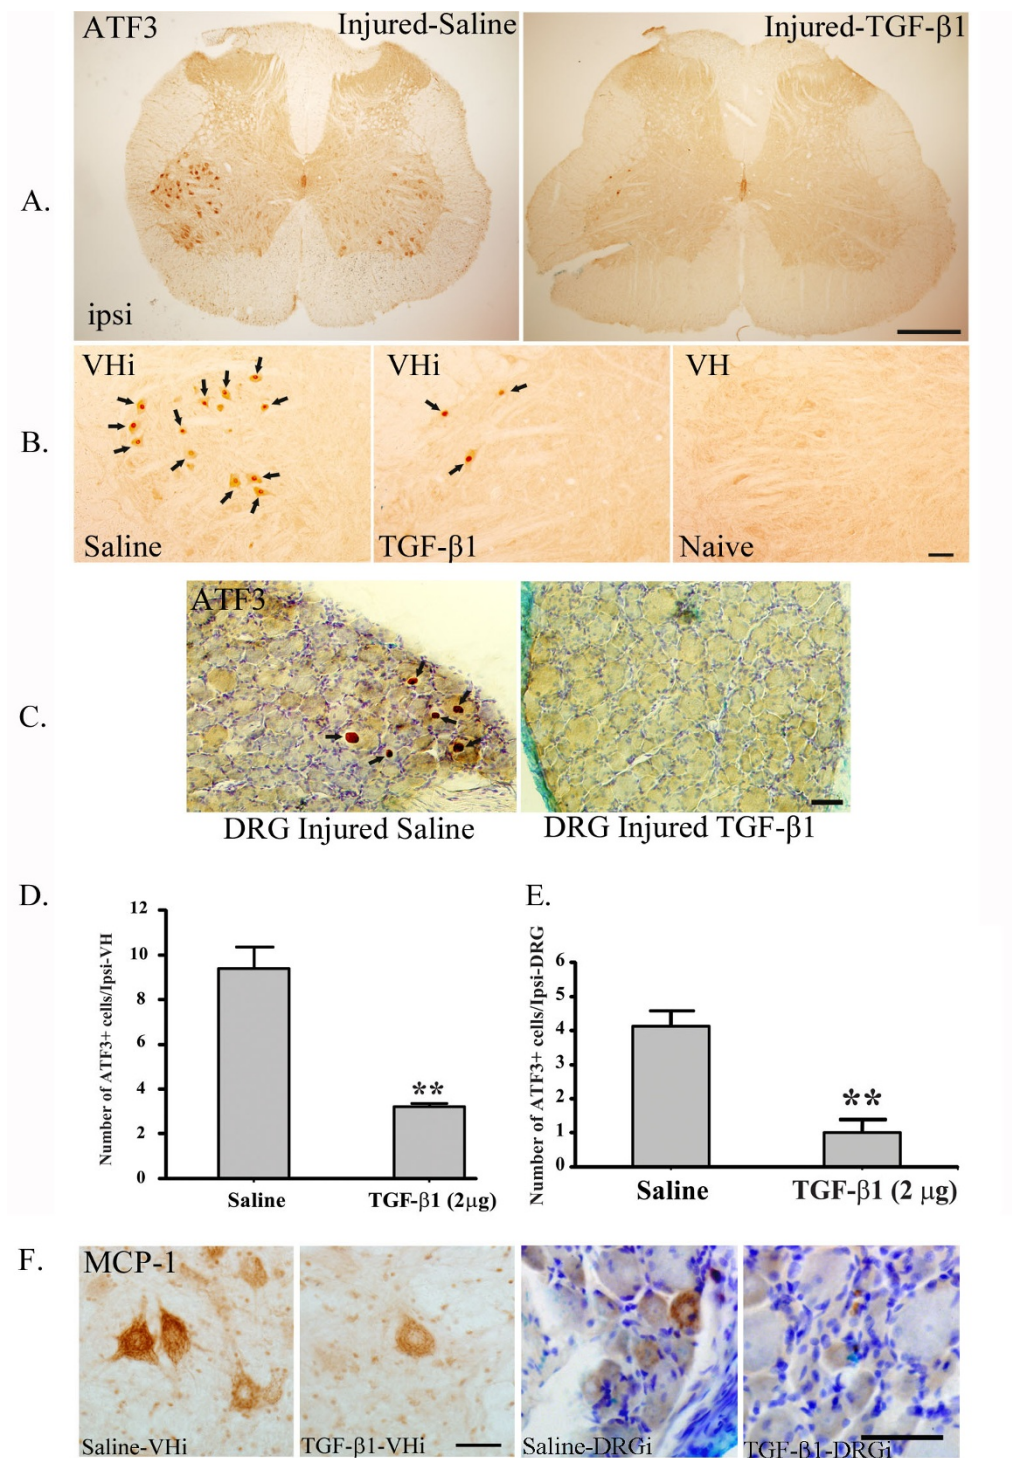 A.
ATF3
Injured-Saline
ipsi
Injured-TGF-β1
B.
VHi
Saline
VHi
TGF-β1
VH
Naive
C.
ATF3
DRG Injured Saline
DRG Injured TGF-β1
D.
Number of ATF3+ cells/Ipsi-VH
12
10
8
6
4
2
0
**
Saline
TGF-β1 (2μg)
E.
Number of ATF3+ cells/Ipsi-DRG
6
5
4
3
2
1
0
**
Saline
TGF-β1 (2 μg)
F.
MCP-1
Saline-VHi
TGF-β1-VHi
Saline-DRGi
TGF-β1-DRGi